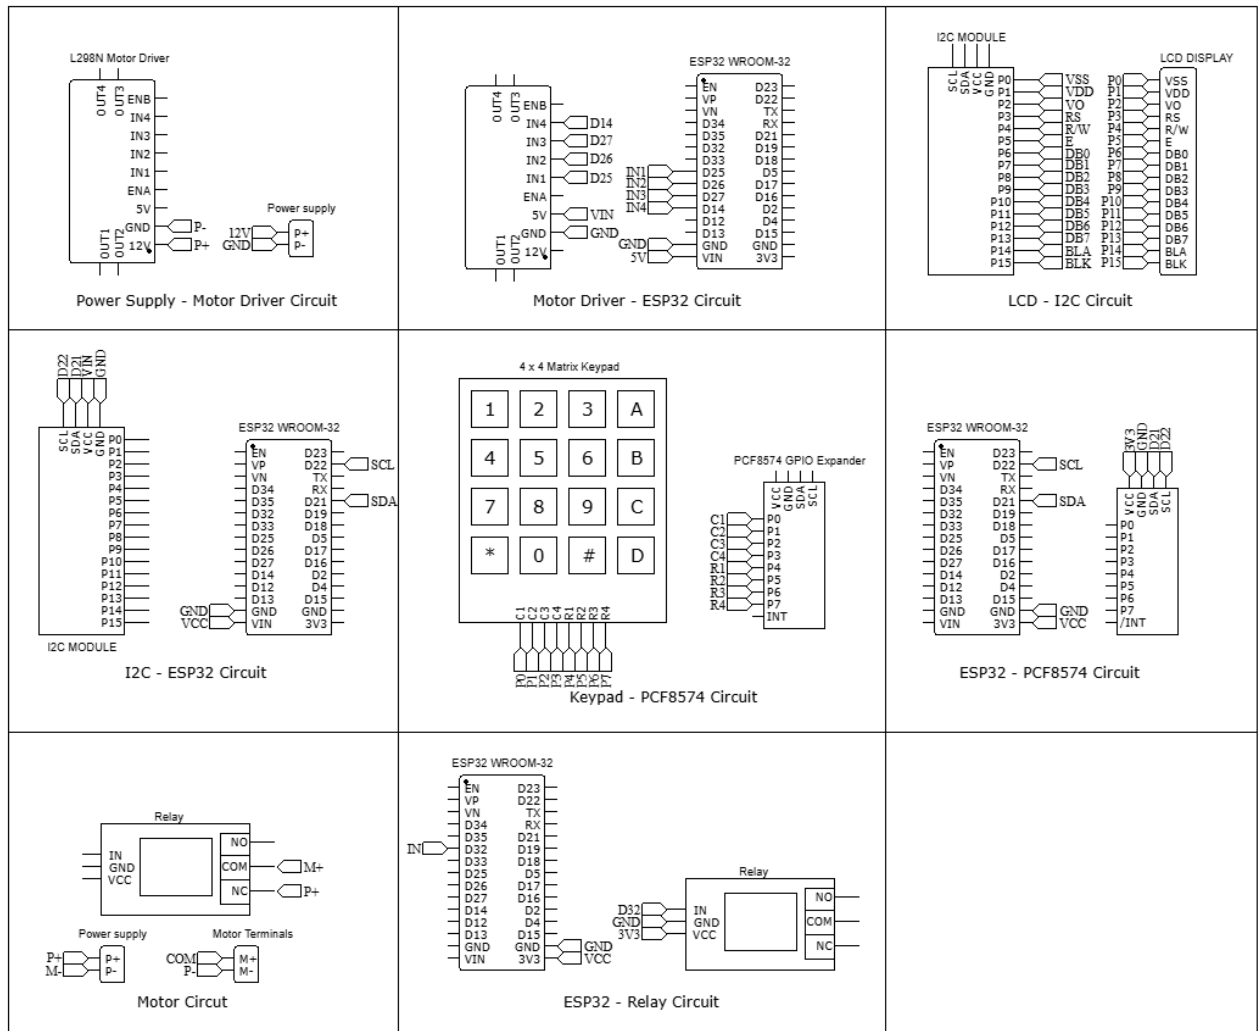 L298N Motor Driver
OUT4
OUT3
ENB
IN4
IN3
IN2
IN1
ENA
5V
GND P-
12V P+
OUT1
OUT2
Power supply
12V P+
GND P-
Power Supply - Motor Driver Circuit
OUT4
OUT3
ENB
IN4 D14
IN3 D27
IN2 D26
IN1 D25
ENA
5V VIN
GND GND
12V
OUT1
OUT2
ESP32 WROOM-32
EN D23
VP D22
VN TX
D34 RX
D35 D21
D32 D19
D33 D18
IN1 D25 D5
IN2 D26 D17
IN3 D27 D16
IN4 D14 D2
D12 D4
D13 D15
GND GND GND
5V VIN 3V3
Motor Driver - ESP32 Circuit
I2C MODULE
SCL
SDA
VCC
GND
LCD DISPLAY
P0 VSS P0 VSS
P1 VDD P1 VDD
P2 VO P2 VO
P3 RS P3 RS
P4 R/W P4 R/W
P5 E P5 E
P6 DB0 P6 DB0
P7 DB1 P7 DB1
P8 DB2 P8 DB2
P9 DB3 P9 DB3
P10 DB4 P10 DB4
P11 DB5 P11 DB5
P12 DB6 P12 DB6
P13 DB7 P13 DB7
P14 BLA P14 BLA
P15 BLK P15 BLK
LCD - I2C Circuit
D22
D21
VIN
GND
SCL
SDA
VCC
GND
P0
P1
P2
P3
P4
P5
P6
P7
P8
P9
P10
P11
P12
P13
P14
P15
I2C MODULE
ESP32 WROOM-32
EN D23
VP D22 SCL
VN TX
D34 RX
D35 D21 SDA
D32 D19
D33 D18
D25 D5
D26 D17
D27 D16
D14 D2
D12 D4
D13 D15
GND GND GND
VCC VIN 3V3
I2C - ESP32 Circuit
4 x 4 Matrix Keypad
1 2 3 A
4 5 6 B
7 8 9 C
* 0 # D
C1
C2
C3
C4
R1
R2
R3
R4
P0
P1
P2
P3
P4
P5
P6
P7
PCF8574 GPIO Expander
VCC
GND
SDA
SCL
C1 P0
C2 P1
C3 P2
C4 P3
R1 P4
R2 P5
R3 P6
R4 P7
INT
Keypad - PCF8574 Circuit
ESP32 WROOM-32
EN D23
VP D22 SCL
VN TX
D34 RX
D35 D21 SDA
D32 D19
D33 D18
D25 D5
D26 D17
D27 D16
D14 D2
D12 D4
D13 D15
GND GND GND
VIN 3V3 VCC
3V3
GND
D21
D22
VCC
GND
SDA
SCL
P0
P1
P2
P3
P4
P5
P6
P7
/INT
ESP32 - PCF8574 Circuit
Relay
IN
GND
VCC
NO
COM M+
NC P+
Power supply
P+ P+
M- P-
Motor Terminals
COM M+
P- M-
Motor Circut
ESP32 WROOM-32
EN D23
VP D22
VN TX
D34 RX
D35 D21
IN D32 D19
D33 D18
D25 D5
D26 D17
D27 D16
D14 D2
D12 D4
D13 D15
GND GND GND
VIN 3V3 VCC
Relay
D32 IN
GND GND
3V3 VCC
NO
COM
NC
ESP32 - Relay Circuit